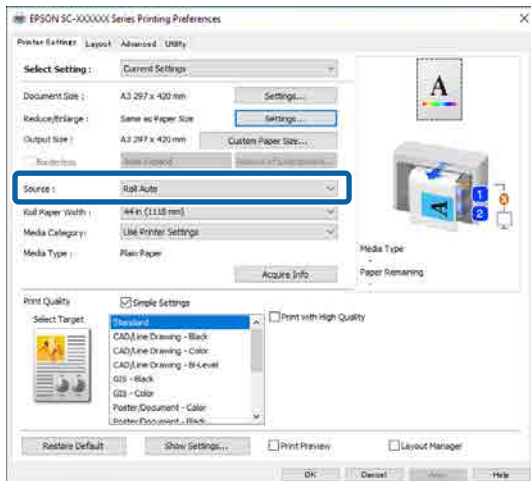 EPSON SC-XXXXXX Series Printing Preferences
Printer Settings Layout Advanced Utility
Select Setting : Current Settings
Document Size : A3 297 x 420 mm Settings...
Reduce/Enlarge : Same as Paper Size Settings...
Output Size : A3 297 x 420 mm Custom Paper Size...
Borderless
Source : Roll Auto
Roll Paper Width : 44 in (1118 mm)
Media Category : Use Printer Settings
Media Type : Plain Paper
Acquire Info
A
A
1
2
Media Type
-
Paper Remaining
-
Print Quality Simple Settings
Select Target
Standard
CAD/Line Drawing - Black
CAD/Line Drawing - Color
CAD/Line Drawing - Bi-Level
GIS - Black
GIS - Color
Poster/Document - Color
Poster/Document - Black
Print with High Quality
Restore Default Show Settings... Print Preview Layout Manager
OK Cancel Help